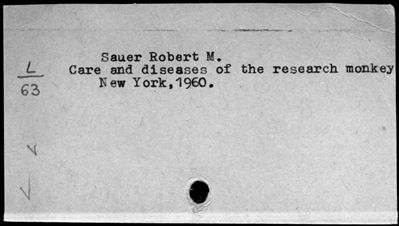 Sauer Robert M.
L
Care and diseases of the research monkey
63
New York,1960.